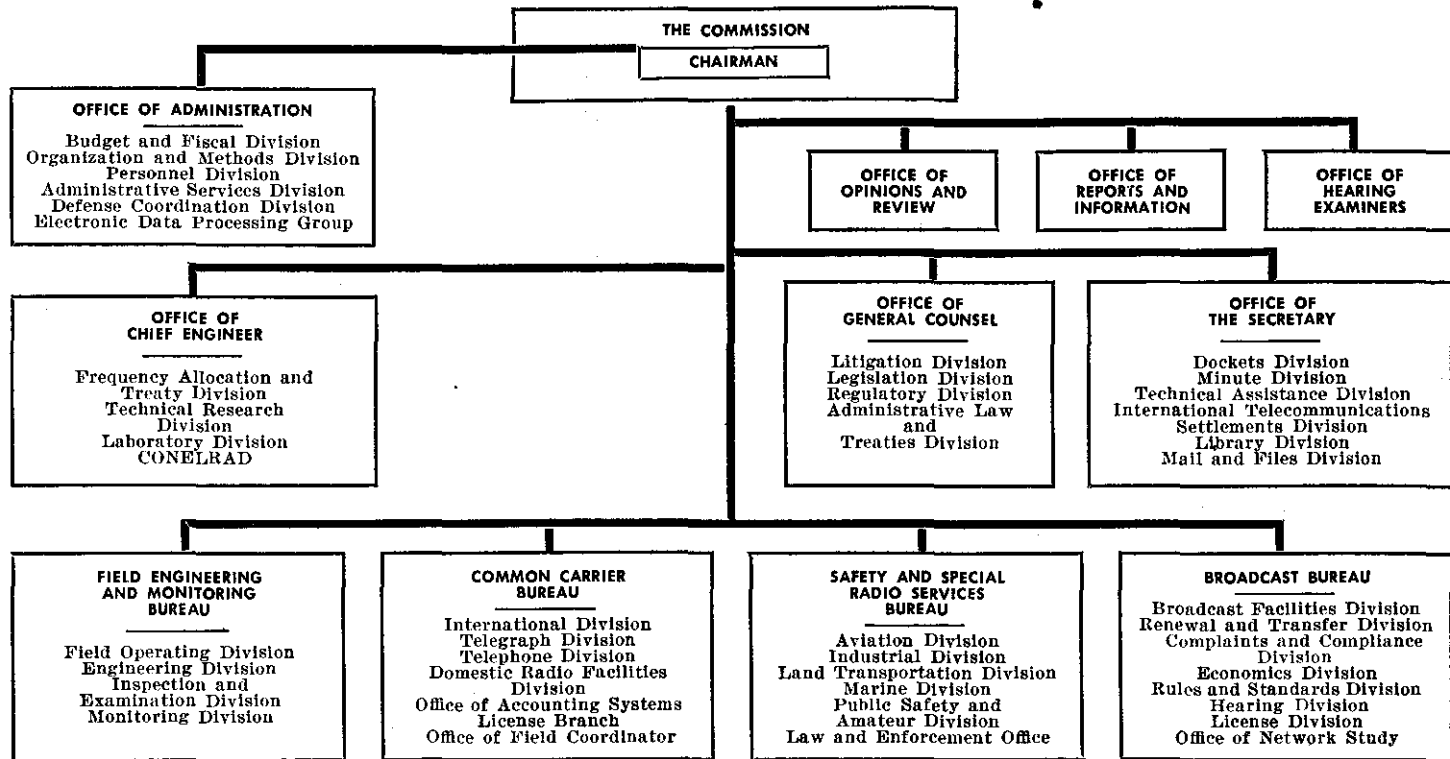 THE COMMISSION
CHAIRMAN
OFFICE OF ADMINISTRATION
Budget and Fiscal Division
Organization and Methods Division
Personnel Division
Administrative Services Division
Defense Coordination Division
Electronic Data Processing Group
OFFICE OF
OPINIONS AND
REVIEW
OFFICE OF
REPORTS AND
INFORMATION
OFFICE OF
HEARING
EXAMINERS
OFFICE OF
CHIEF ENGINEER
Frequency Allocation and
Treaty Division
Technical Research
Division
Laboratory Division
CONELRAD
OFFICE OF
GENERAL COUNSEL
Litigation Division
Legislation Division
Regulatory Division
Administrative Law
and
Treaties Division
OFFICE OF
THE SECRETARY
Dockets Division
Minute Division
Technical Assistance Division
International Telecommunications
Settlements Division
Library Division
Mail and Files Division
FIELD ENGINEERING
AND MONITORING
BUREAU
Field Operating Division
Engineering Division
Inspection and
Examination Division
Monitoring Division
COMMON CARRIER
BUREAU
International Division
Telegraph Division
Telephone Division
Domestic Radio Facilities
Division
Office of Accounting Systems
License Branch
Office of Field Coordinator
SAFETY AND SPECIAL
RADIO SERVICES
BUREAU
Aviation Division
Industrial Division
Land Transportation Division
Marine Division
Public Safety and
Amateur Division
Law and Enforcement Office
BROADCAST BUREAU
Broadcast Facilities Division
Renewal and Transfer Division
Complaints and Compliance
Division
Economics Division
Rules and Standards Division
Hearing Division
License Division
Office of Network Study